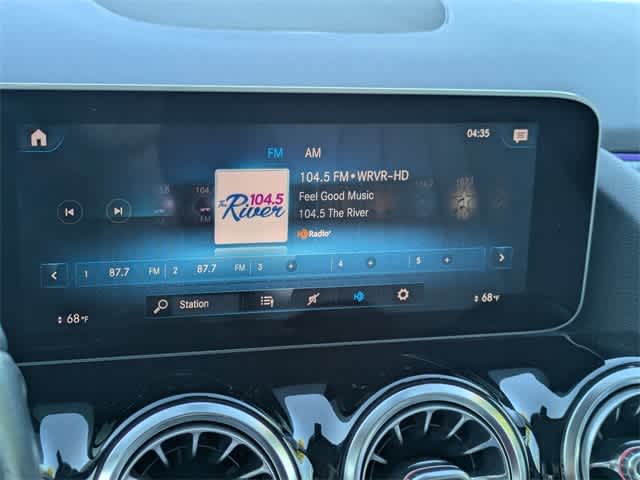 FM AM
04:35
104.5 FM•WRVR-HD
Feel Good Music
104.5 The River
HD Radio
The River 104.5
1 87.7 FM 2 87.7 FM 3 + 4 + 5 +
Station
68°F
68°F